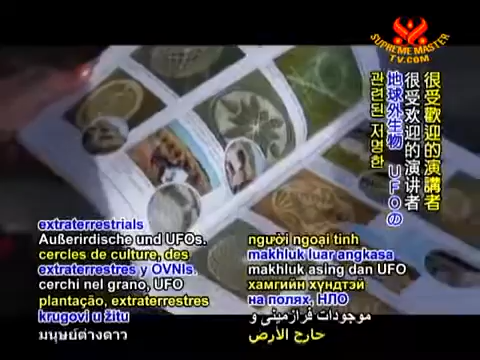 SUPREME MASTER
TV.COM
很受歡迎的演講者
很受欢迎的演讲者
地球外生物 UFOの
관련된 저명한
extraterrestrials
Außerirdische und UFOs.
cercles de culture, des
extraterrestres y OVNIs.
cerchi nel grano, UFO
plantação, extraterrestres
krugovi u žitu
มนุษย์ต่างดาว
người ngoại tinh
makhluk luar angkasa
makhluk asing dan UFO
хамгийн хүндтэй
на полях, НЛО
موجودات فرازمینی و
خارج الأرض